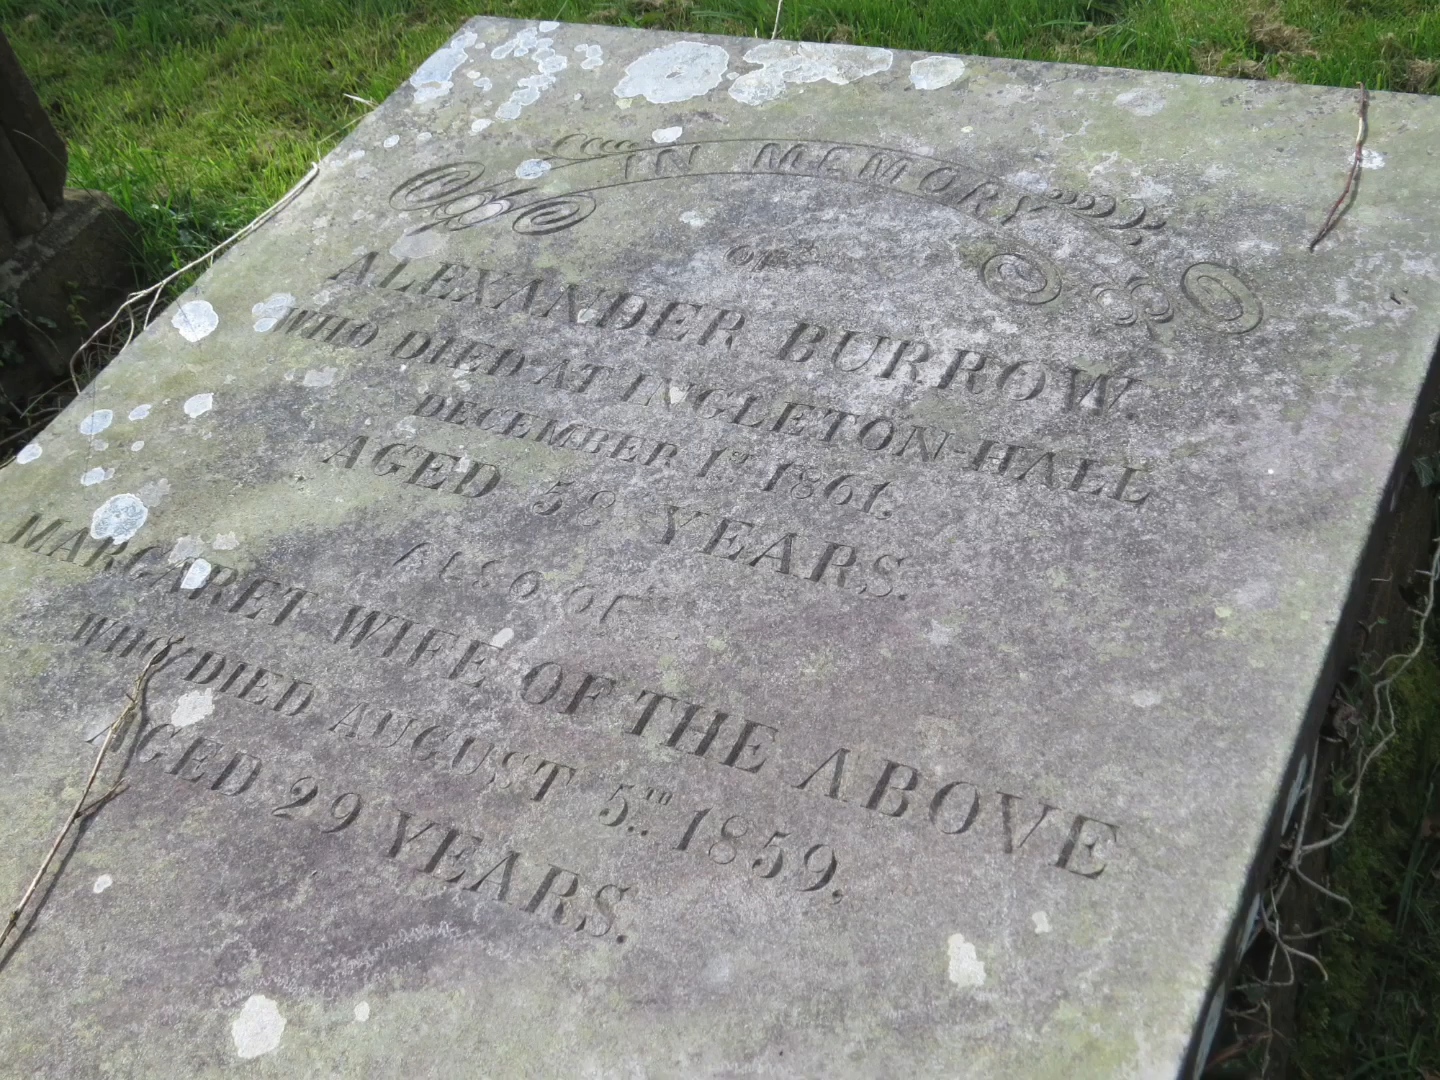 IN MEMORY
OF
ALEXANDER BURROW.
WHO DIED AT INGLETON-HALL
DECEMBER 1ST 1861,
AGED 58 YEARS.
ALSO OF
MARGARET WIFE OF THE ABOVE
WHO DIED AUGUST 5TH 1859,
AGED 29 YEARS.